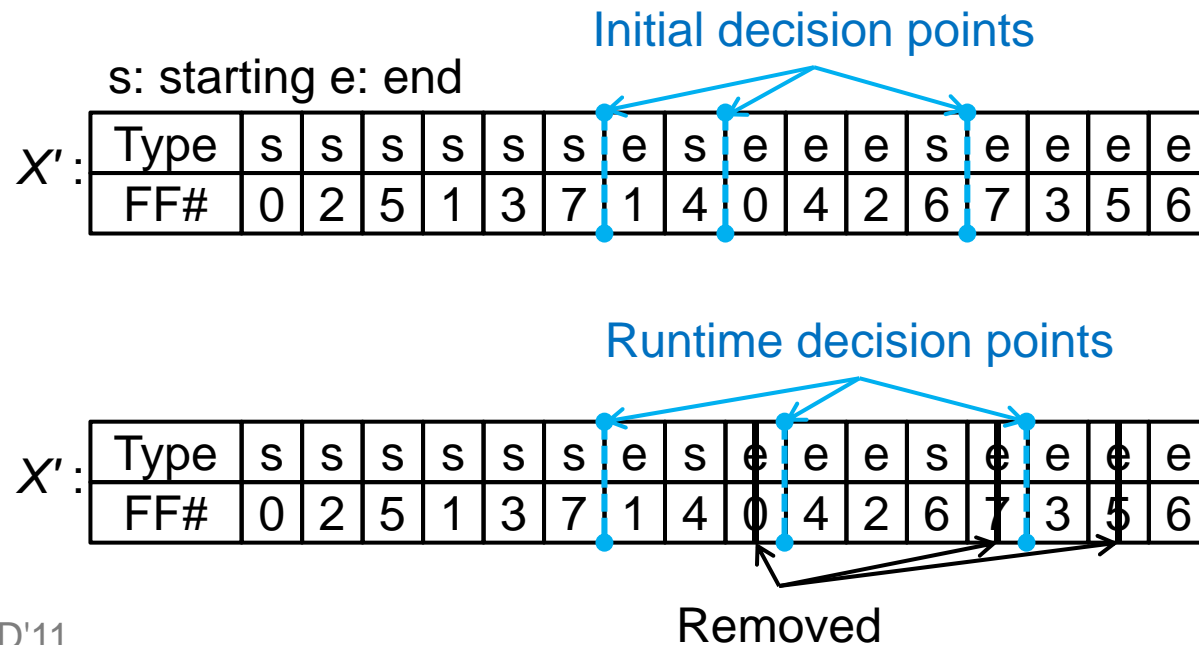 Initial decision points
s: starting e: end
X' :
Type s s s s s s e s e e e s e e e e
FF# 0 2 5 1 3 7 1 4 0 4 2 6 7 3 5 6
Runtime decision points
X' :
Type s s s s s s e s e e e s e e e e
FF# 0 2 5 1 3 7 1 4 0 4 2 6 7 3 5 6
Removed
D'11